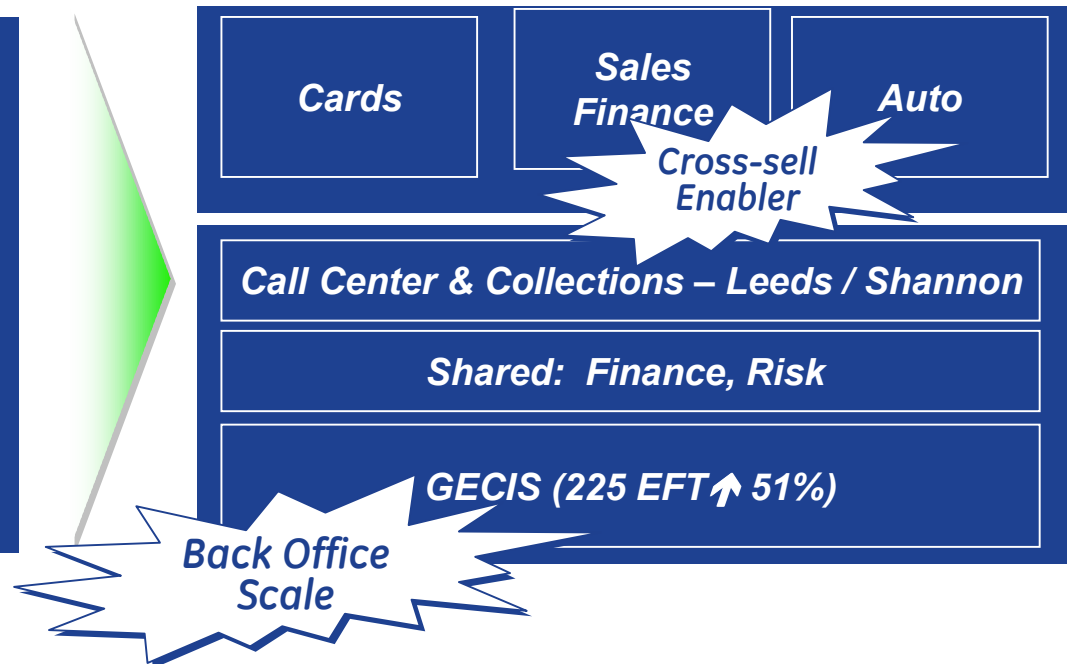 Cards
Sales
Finance
Auto
Cross-sell
Enabler
Call Center & Collections – Leeds / Shannon
Shared: Finance, Risk
GECIS (225 EFT↑ 51%)
Back Office
Scale